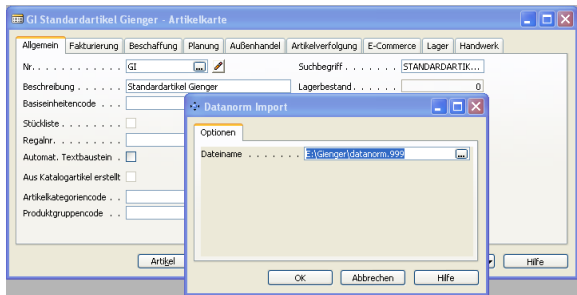 GI Standardartikel Gienger - Artikelkarte
Allgemein Fakturierung Beschaffung Planung Außenhandel Artikelverfolgung E-Commerce Lager Handwerk
Nr. . . . . . . . . . . . . GI Suchbegriff . . . . . . STANDARDARTIK...
Beschreibung . . . . . . Standardartikel Gienger Lagerbestand . . . . . . 0
Basiseinheitencode . . .
Datanorm Import
Stückliste . . . . . . . .
Optionen
Regalnr. . . . . . . . . .
Automat. Textbaustein .
Dateiname . . . . . . . E:\Gienger\datanorm.999
Aus Katalogartikel erstellt
Artikelkategoriencode . .
Produktgruppencode . .
Artikel Hilfe
OK Abbrechen Hilfe